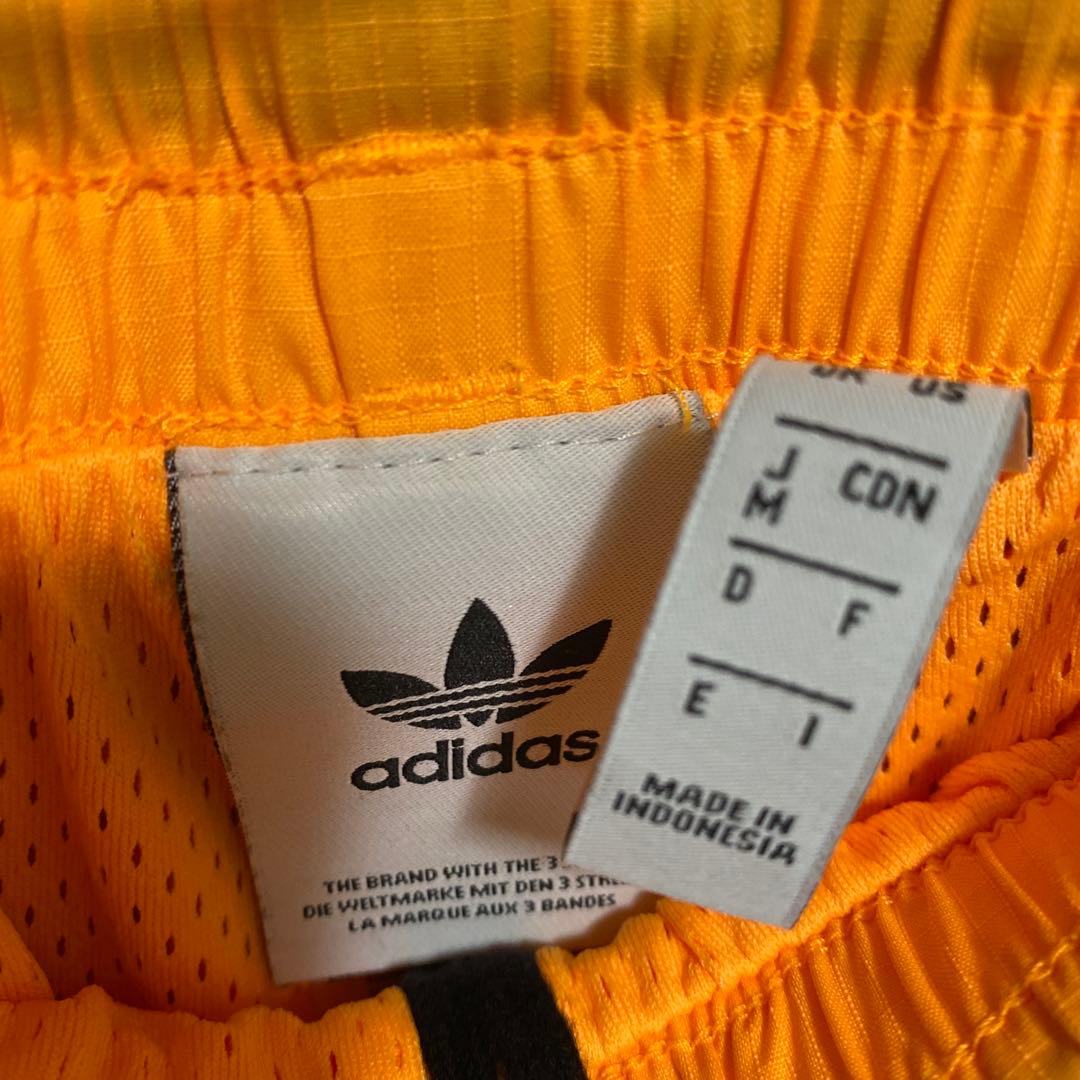 adidas
THE BRAND WITH THE 3
DIE WELTMARKE MIT DEN 3
LA MARQUE AUX 3 BANDES
US
J CDN
M
D F
E I
MADE IN
INDONESIA